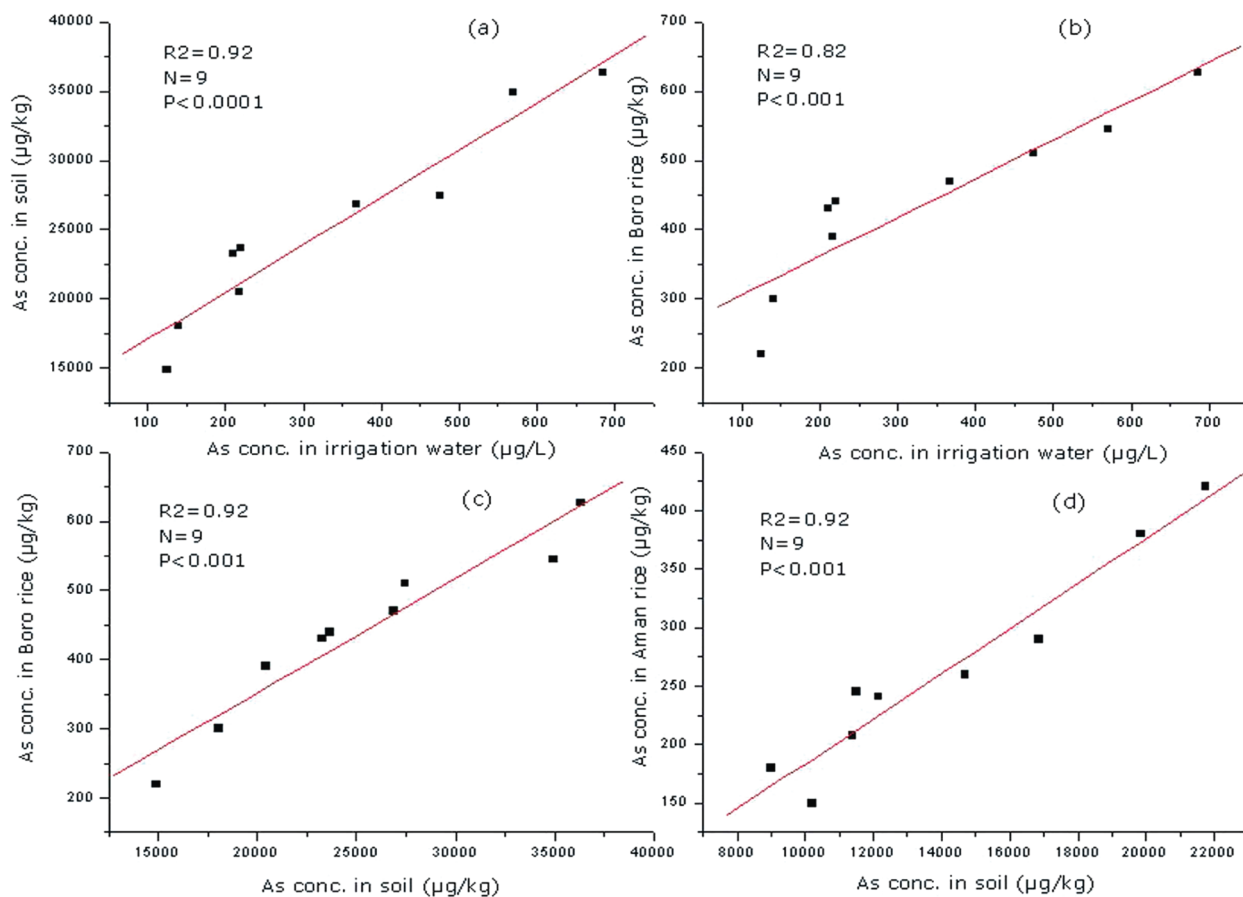 (a)
R2=0.92
N=9
P<0.0001
As conc. in soil (µg/kg)
40000
35000
30000
25000
20000
15000
100 200 300 400 500 600 700
As conc. in irrigation water (µg/L)
(b)
R2=0.82
N=9
P<0.001
As conc. in Boro rice (µg/kg)
700
600
500
400
300
200
100 200 300 400 500 600 700
As conc. in irrigation water (µg/L)
(c)
R2=0.92
N=9
P<0.001
As conc. in Boro rice (µg/kg)
700
600
500
400
300
200
15000 20000 25000 30000 35000 40000
As conc. in soil (µg/kg)
(d)
R2=0.92
N=9
P<0.001
As conc. in Aman rice (µg/kg)
450
400
350
300
250
200
150
8000 10000 12000 14000 16000 18000 20000 22000
As conc. in soil (µg/kg)